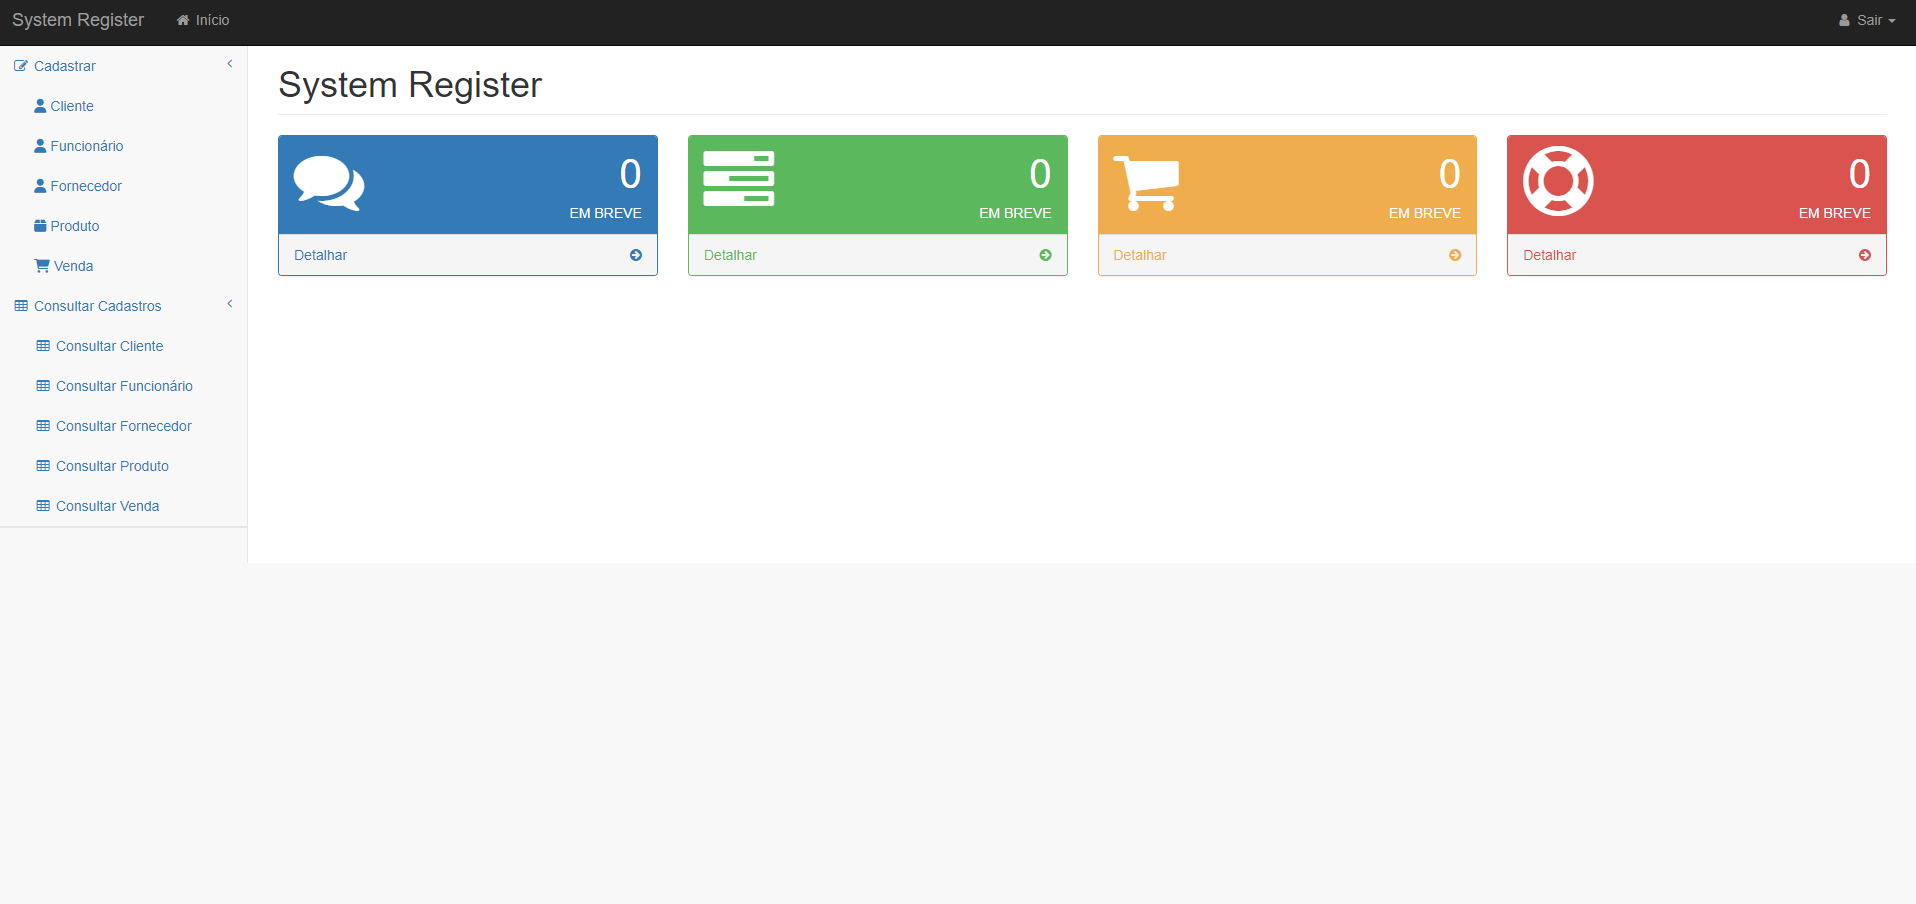 System Register
Início
Sair
Cadastrar
Cliente
Funcionário
Fornecedor
Produto
Venda
Consultar Cadastros
Consultar Cliente
Consultar Funcionário
Consultar Fornecedor
Consultar Produto
Consultar Venda
System Register
0
EM BREVE
Detalhar
0
EM BREVE
Detalhar
0
EM BREVE
Detalhar
0
EM BREVE
Detalhar